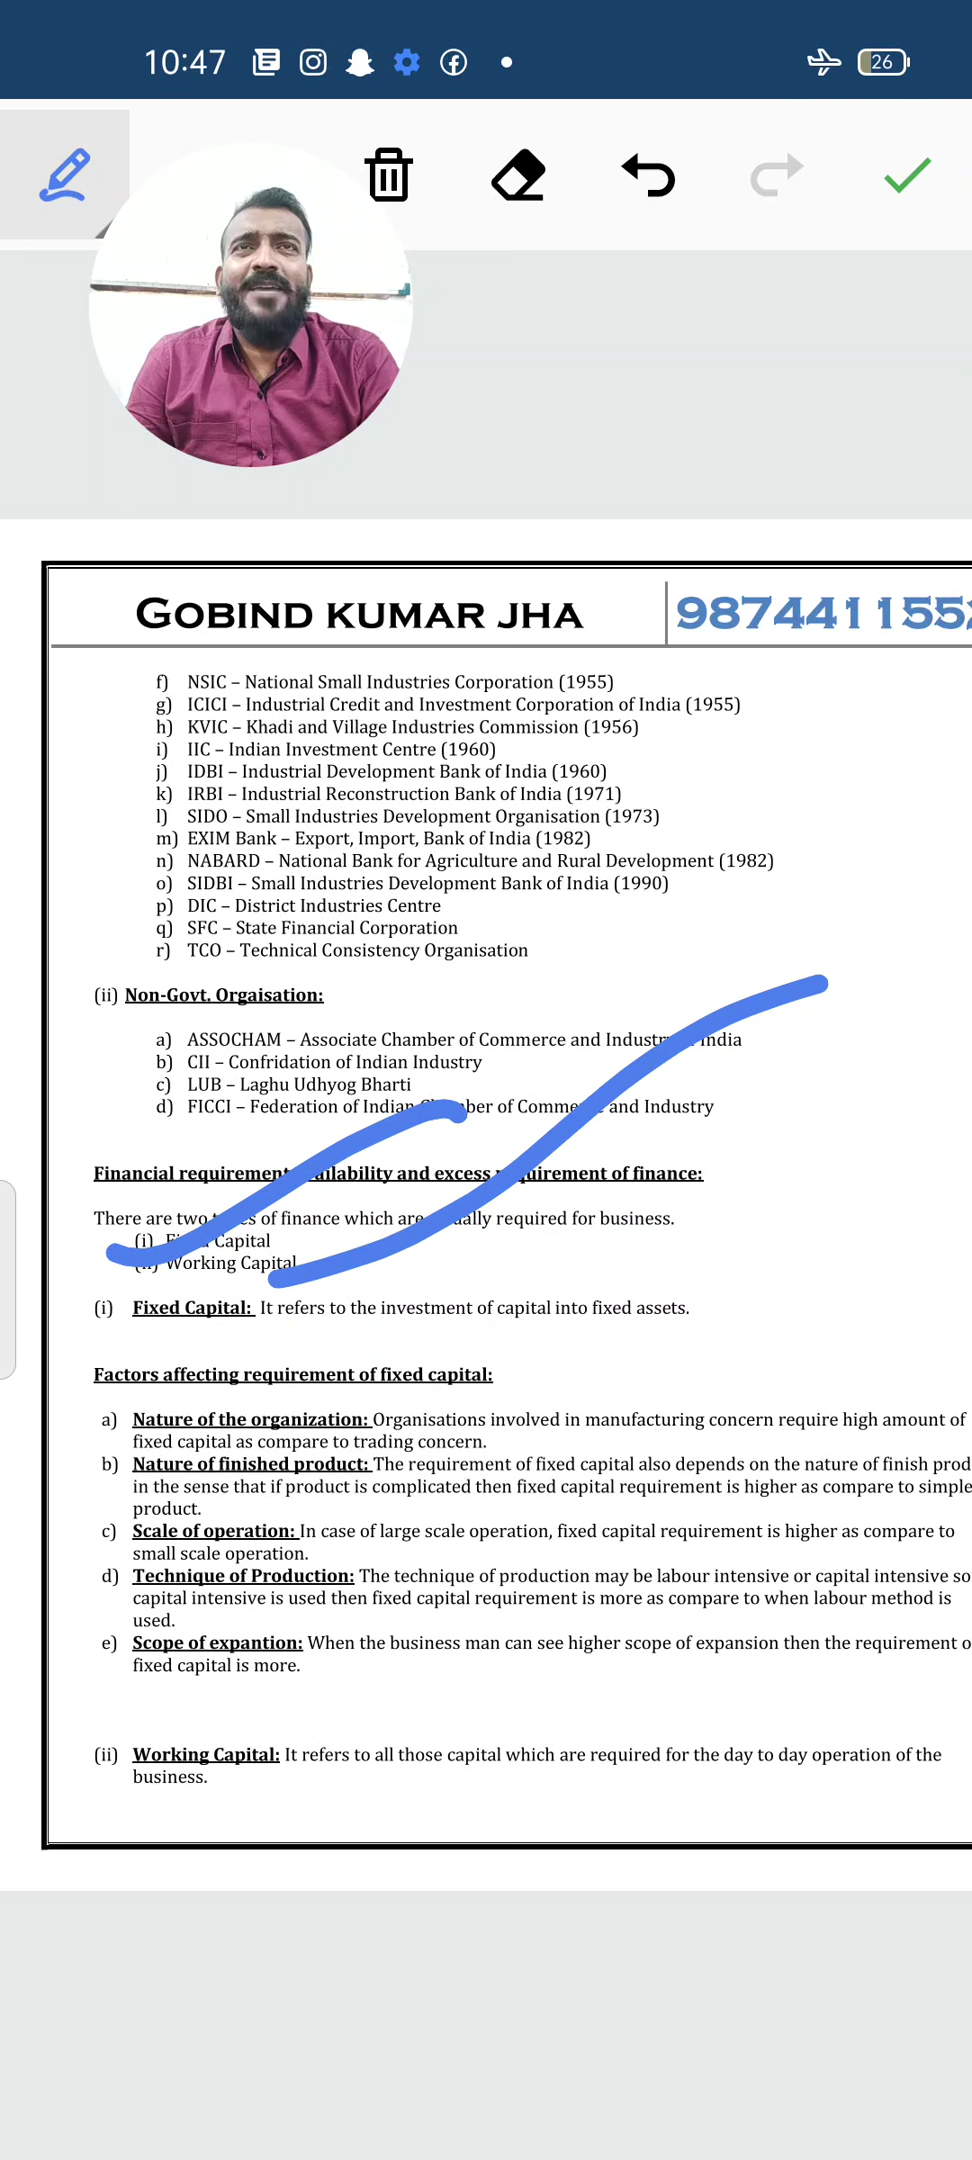 10:47
26
GOBIND KUMAR JHA
987441155
f) NSIC – National Small Industries Corporation (1955)
g) ICICI – Industrial Credit and Investment Corporation of India (1955)
h) KVIC – Khadi and Village Industries Commission (1956)
i) IIC – Indian Investment Centre (1960)
j) IDBI – Industrial Development Bank of India (1960)
k) IRBI – Industrial Reconstruction Bank of India (1971)
l) SIDO – Small Industries Development Organisation (1973)
m) EXIM Bank – Export, Import, Bank of India (1982)
n) NABARD – National Bank for Agriculture and Rural Development (1982)
o) SIDBI – Small Industries Development Bank of India (1990)
p) DIC – District Industries Centre
q) SFC – State Financial Corporation
r) TCO – Technical Consistency Organisation
(ii) Non-Govt. Orgaisation:
a) ASSOCHAM – Associate Chamber of Commerce and Industry India
b) CII – Confridation of Indian Industry
c) LUB – Laghu Udhyog Bharti
d) FICCI – Federation of Indian Chamber of Commerce and Industry
Financial requirement availability and excess requirement of finance:
There are two types of finance which are usually required for business.
(i) Fixed Capital
(ii) Working Capital
(i) Fixed Capital: It refers to the investment of capital into fixed assets.
Factors affecting requirement of fixed capital:
a) Nature of the organization: Organisations involved in manufacturing concern require high amount of
fixed capital as compare to trading concern.
b) Nature of finished product: The requirement of fixed capital also depends on the nature of finish prod
in the sense that if product is complicated then fixed capital requirement is higher as compare to simple
product.
c) Scale of operation: In case of large scale operation, fixed capital requirement is higher as compare to
small scale operation.
d) Technique of Production: The technique of production may be labour intensive or capital intensive so
capital intensive is used then fixed capital requirement is more as compare to when labour method is
used.
e) Scope of expantion: When the business man can see higher scope of expansion then the requirement o
fixed capital is more.
(ii) Working Capital: It refers to all those capital which are required for the day to day operation of the
business.